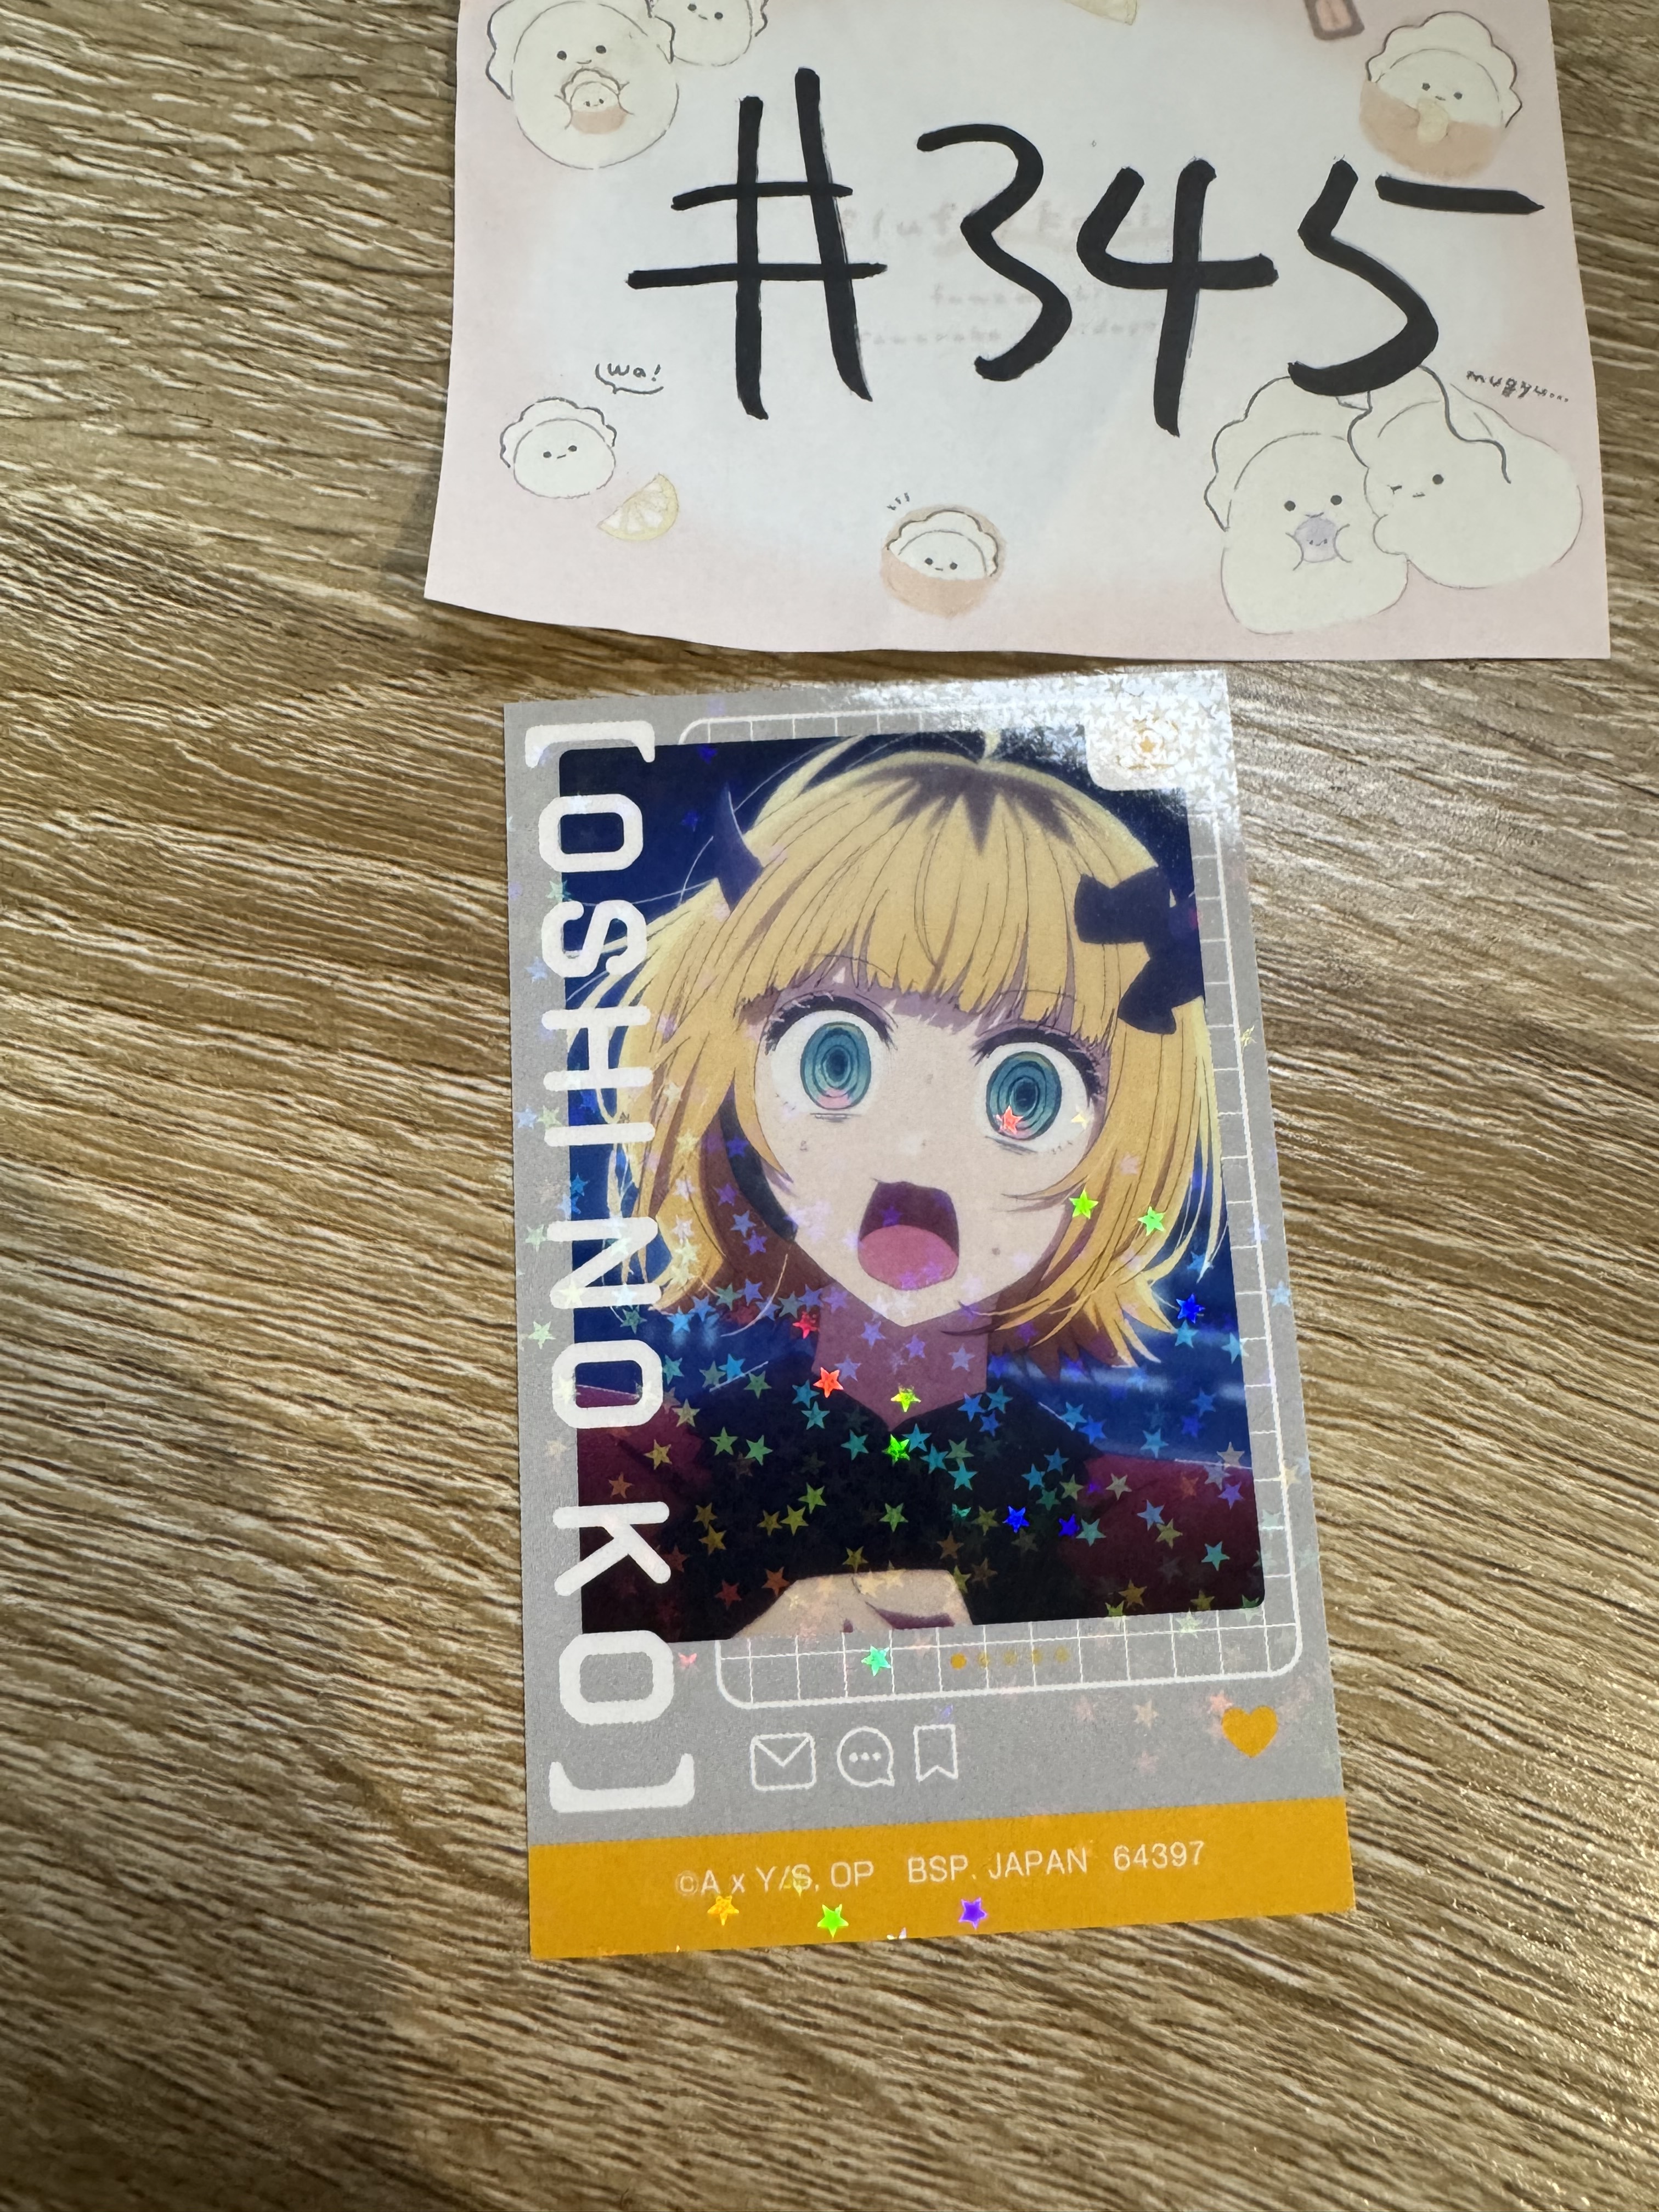 #345
wa!
mugyu...
[OSHI NO KO]
©A x Y/S, OP BSP. JAPAN 64397